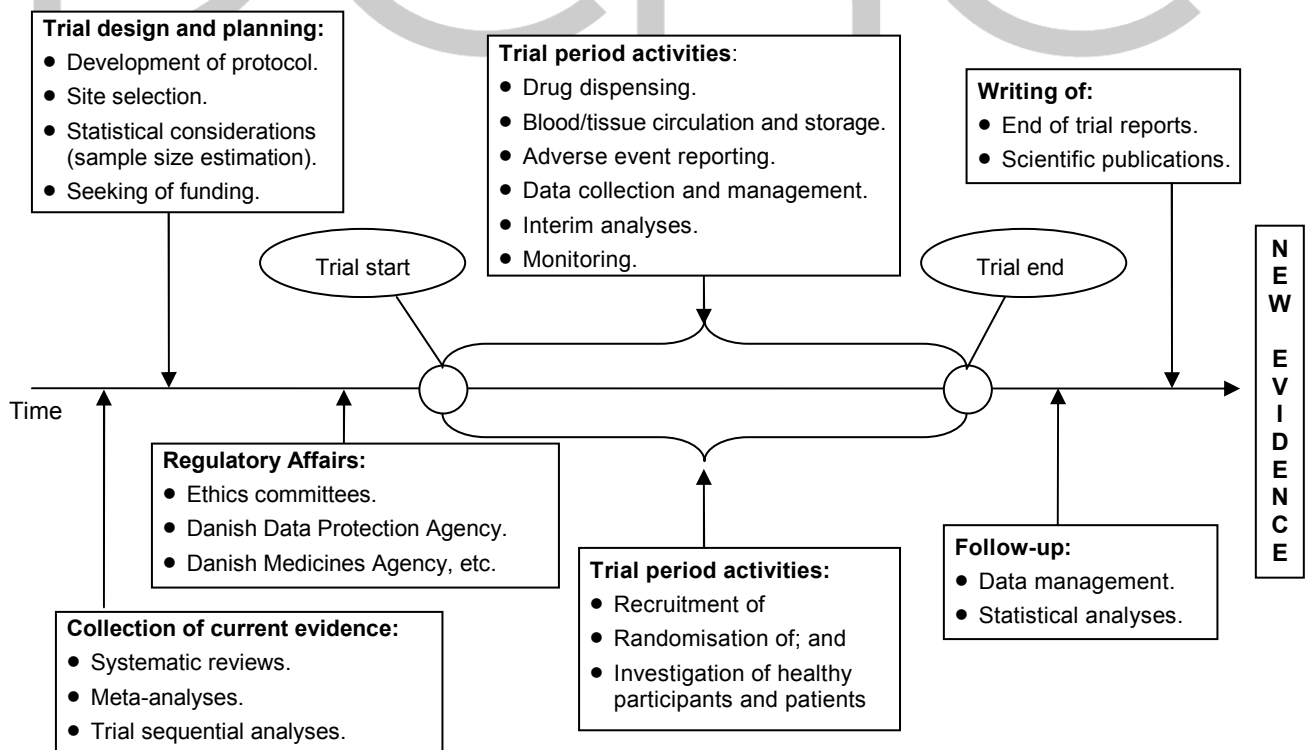 Trial design and planning:
● Development of protocol.
● Site selection.
● Statistical considerations
(sample size estimation).
● Seeking of funding.
Trial period activities:
● Drug dispensing.
● Blood/tissue circulation and storage.
● Adverse event reporting.
● Data collection and management.
● Interim analyses.
● Monitoring.
Writing of:
● End of trial reports.
● Scientific publications.
Trial start
Trial end
NEW EVIDENCE
Time
Regulatory Affairs:
● Ethics committees.
● Danish Data Protection Agency.
● Danish Medicines Agency, etc.
Collection of current evidence:
● Systematic reviews.
● Meta-analyses.
● Trial sequential analyses.
Trial period activities:
● Recruitment of
● Randomisation of; and
● Investigation of healthy
participants and patients
Follow-up:
● Data management.
● Statistical analyses.